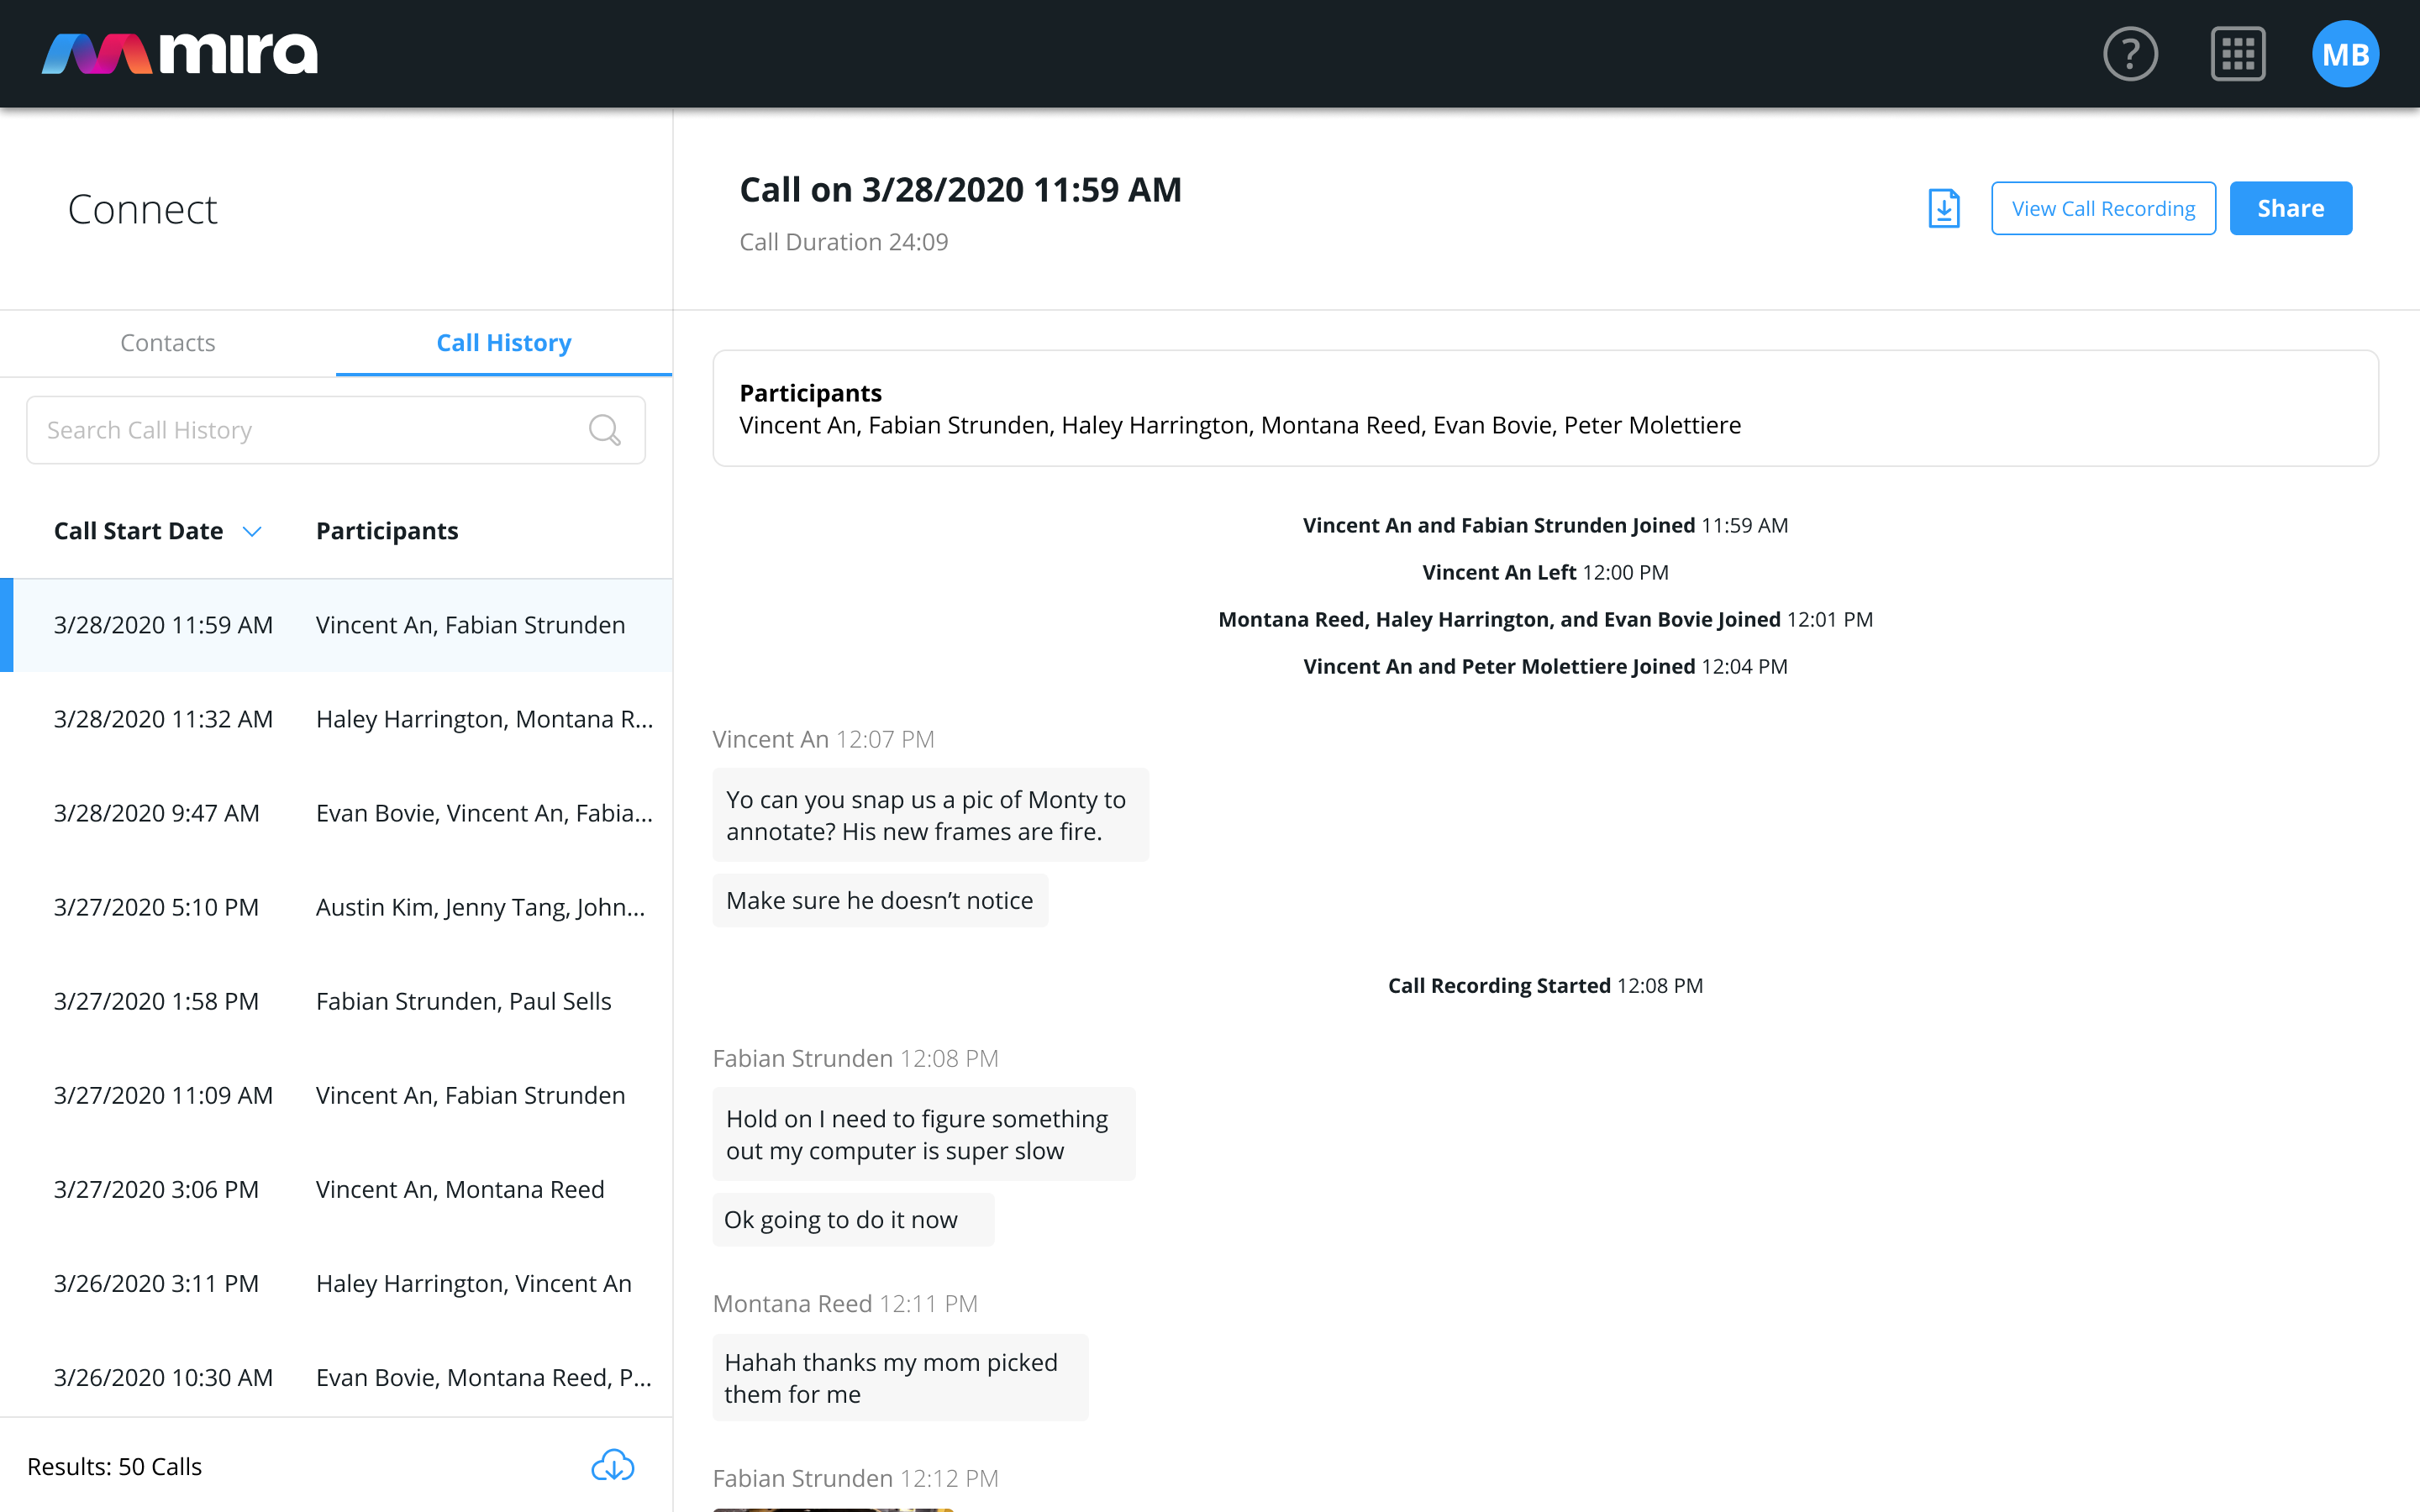 mira
?
MB
Connect
Call on 3/28/2020 11:59 AM
Call Duration 24:09
View Call Recording
Share
Contacts
Call History
Search Call History
Call Start Date
Participants
3/28/2020 11:59 AM
Vincent An, Fabian Strunden
3/28/2020 11:32 AM
Haley Harrington, Montana R...
3/28/2020 9:47 AM
Evan Bovie, Vincent An, Fabia...
3/27/2020 5:10 PM
Austin Kim, Jenny Tang, John...
3/27/2020 1:58 PM
Fabian Strunden, Paul Sells
3/27/2020 11:09 AM
Vincent An, Fabian Strunden
3/27/2020 3:06 PM
Vincent An, Montana Reed
3/26/2020 3:11 PM
Haley Harrington, Vincent An
3/26/2020 10:30 AM
Evan Bovie, Montana Reed, P...
Results: 50 Calls
Participants
Vincent An, Fabian Strunden, Haley Harrington, Montana Reed, Evan Bovie, Peter Molettiere
Vincent An and Fabian Strunden Joined 11:59 AM
Vincent An Left 12:00 PM
Montana Reed, Haley Harrington, and Evan Bovie Joined 12:01 PM
Vincent An and Peter Molettiere Joined 12:04 PM
Vincent An 12:07 PM
Yo can you snap us a pic of Monty to
annotate? His new frames are fire.
Make sure he doesn’t notice
Call Recording Started 12:08 PM
Fabian Strunden 12:08 PM
Hold on I need to figure something
out my computer is super slow
Ok going to do it now
Montana Reed 12:11 PM
Hahah thanks my mom picked
them for me
Fabian Strunden 12:12 PM